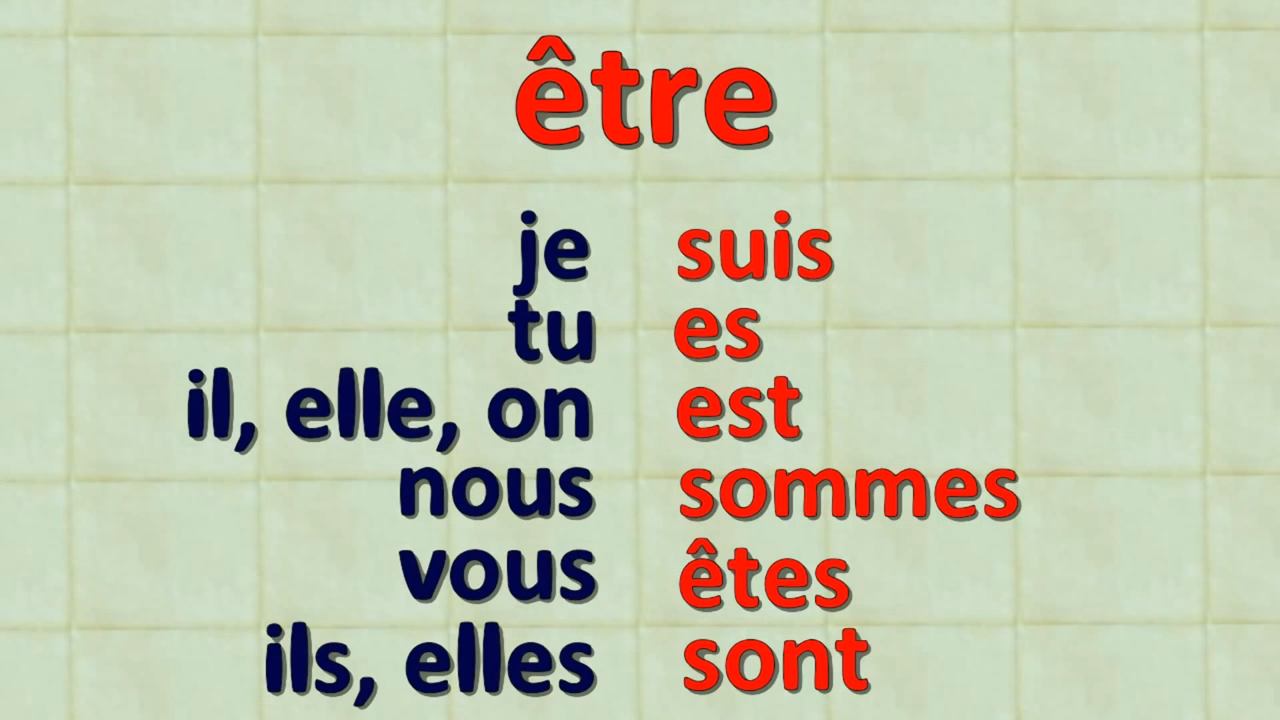 être
je suis
tu es
il, elle, on est
nous sommes
vous êtes
ils, elles sont